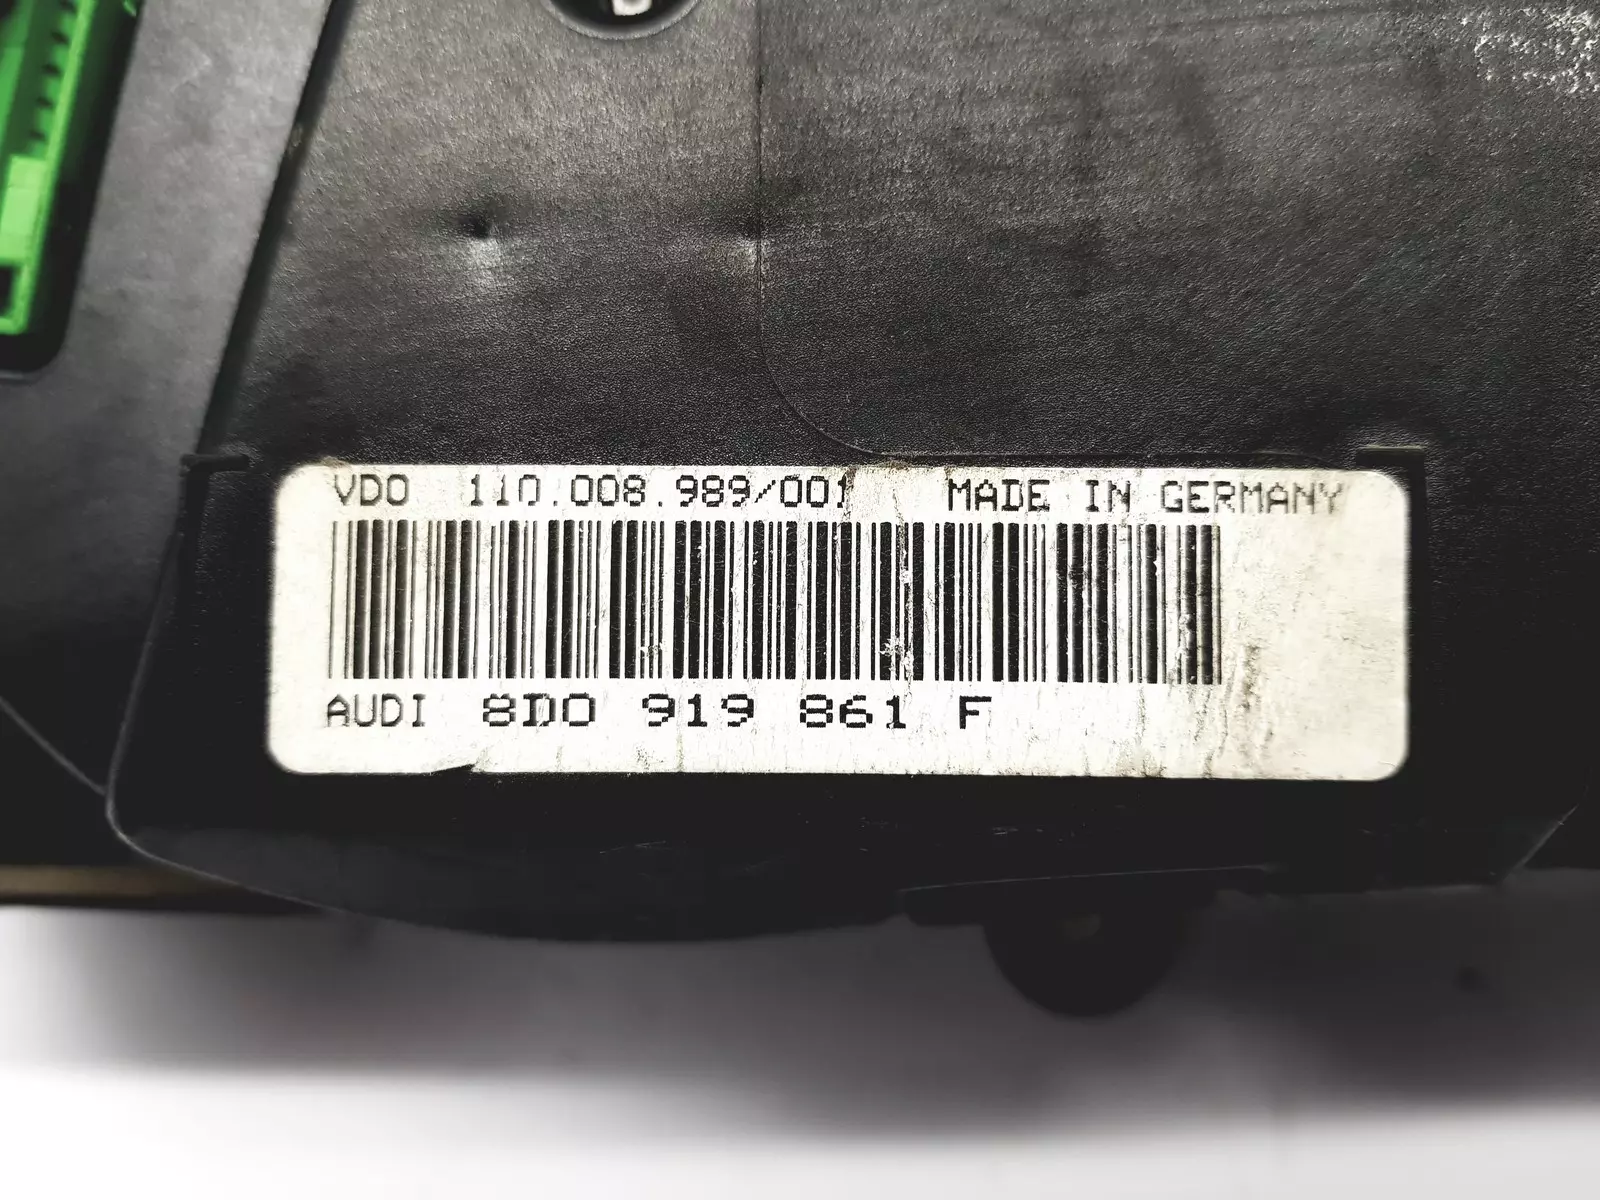 VDO 110.008.989/001 MADE IN GERMANY
AUDI 8D0 919 861 F